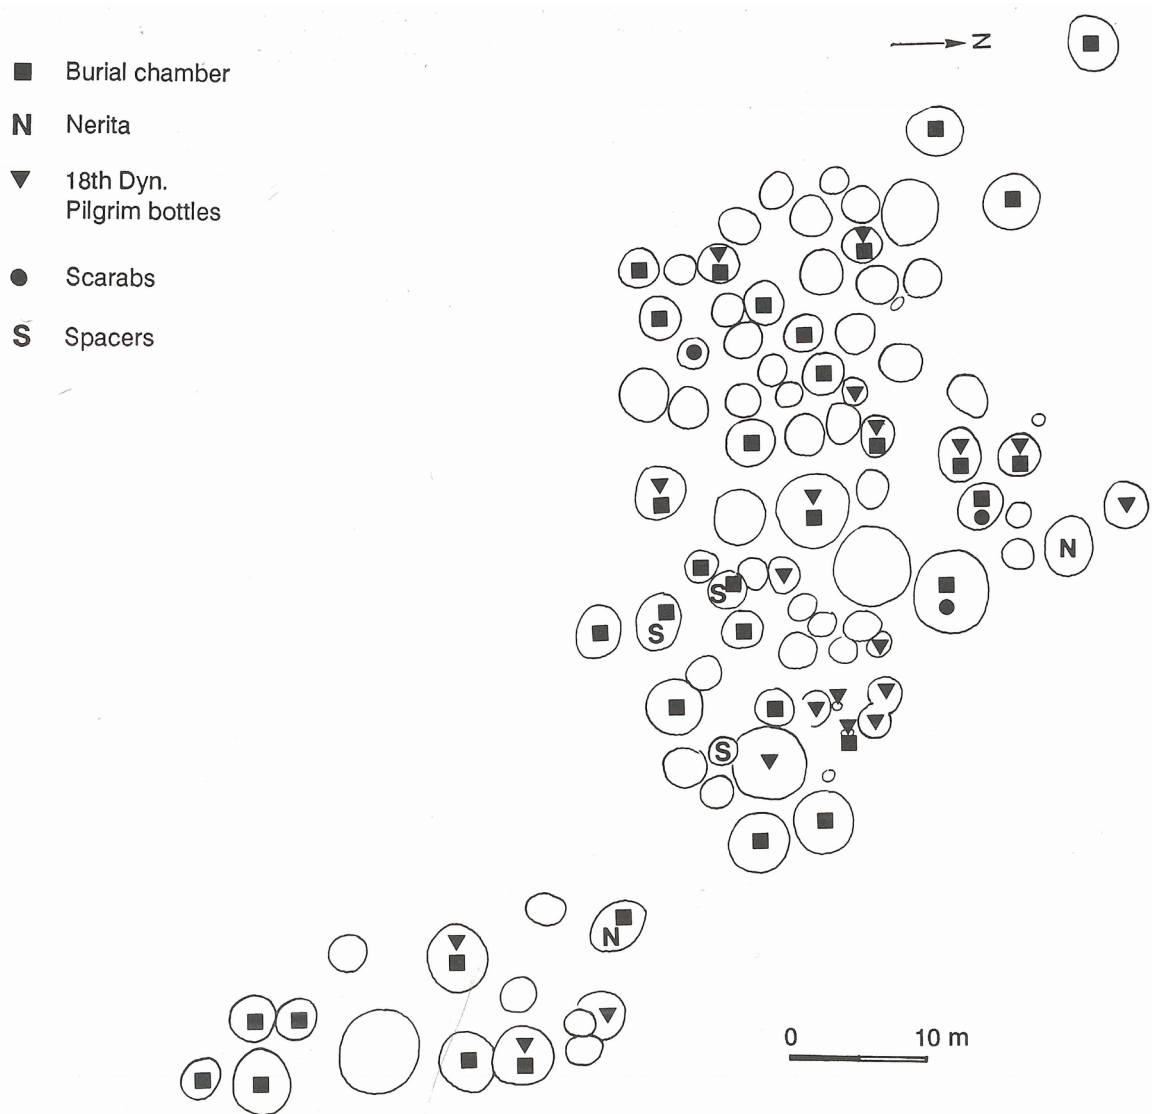 Burial chamber
N Nerita
18th Dyn.
Pilgrim bottles
Scarabs
S Spacers
N
N
S
S
S
N
0 10 m